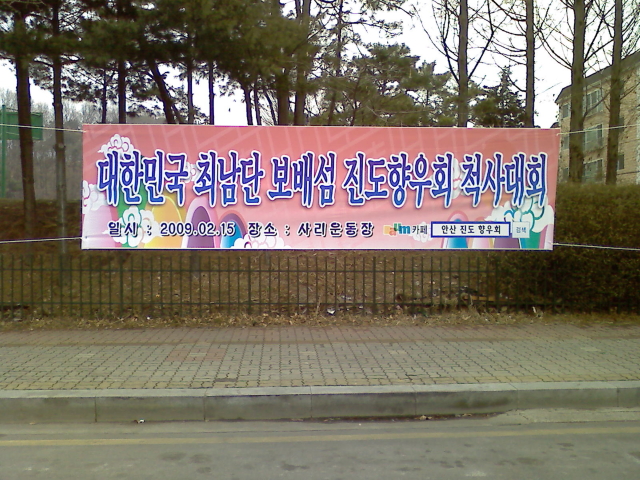 대한민국 최남단 보배섬 진도향우회 척사대회
일시 : 2009.02.15 장소 : 사리운동장 카페 안산 진도 향우회 검색